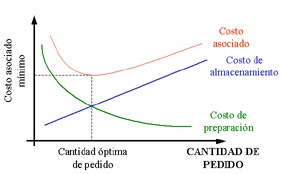 Costo
asociado
Costo de
almacenamiento
Costo asociado
mínimo
Costo de
preparación
Cantidad óptima
de pedido
CANTIDAD DE
PEDIDO